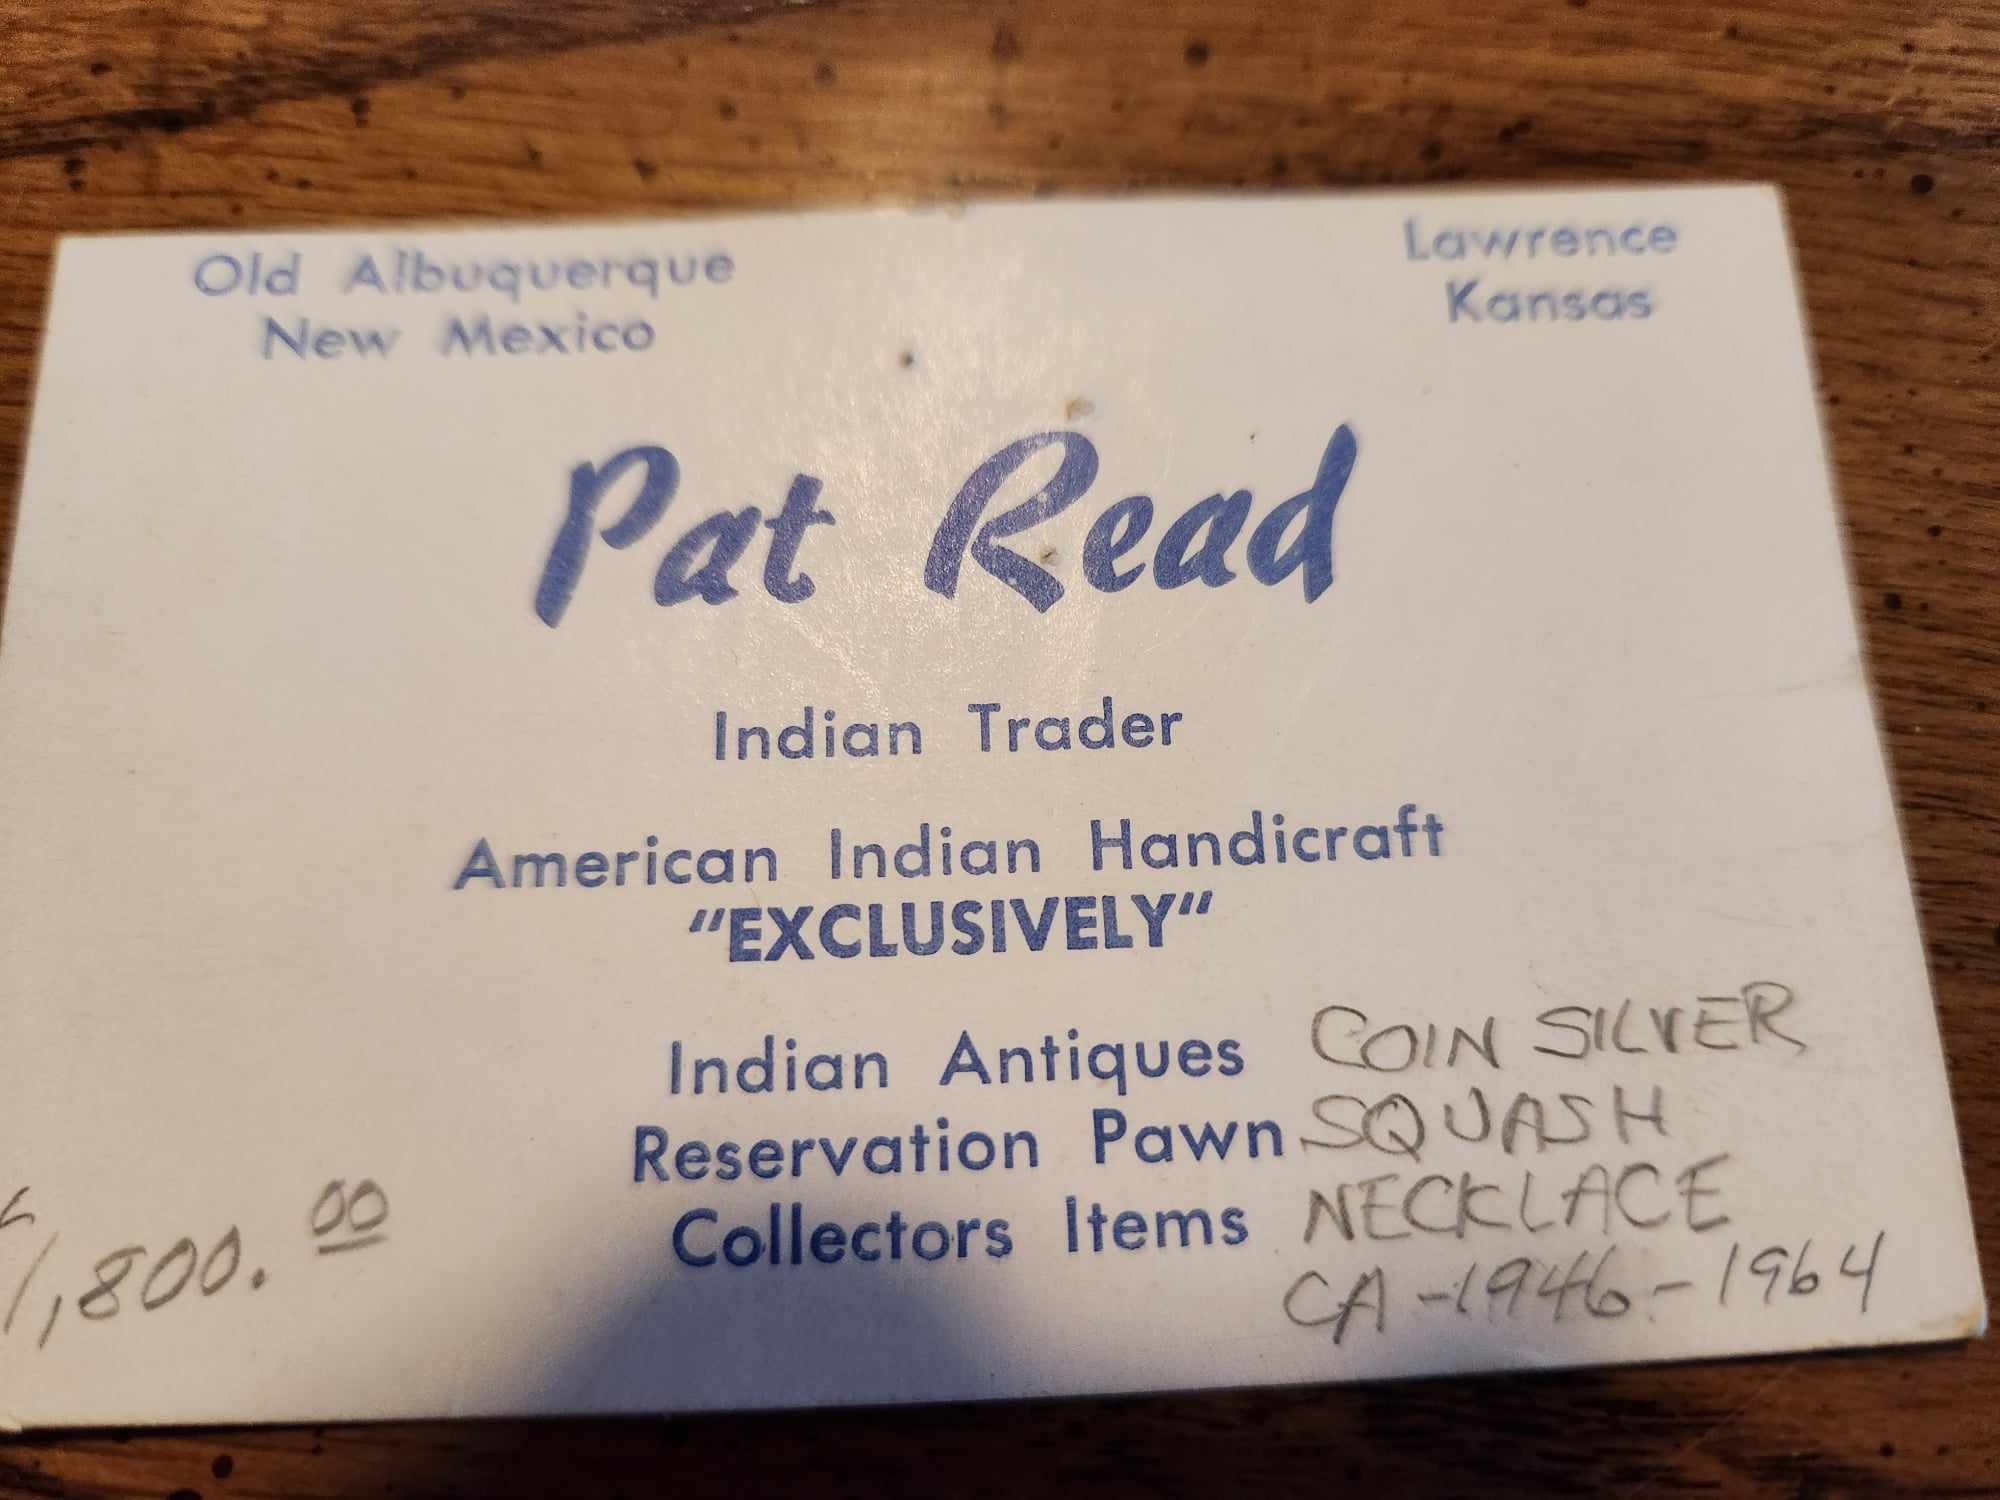 Old Albuquerque
New Mexico
Lawrence
Kansas
Pat Read
Indian Trader
American Indian Handicraft
"EXCLUSIVELY"
Indian Antiques
Reservation Pawn
Collectors Items
COIN SILVER
SQUASH
NECKLACE
CA-1946-1964
1,800.00